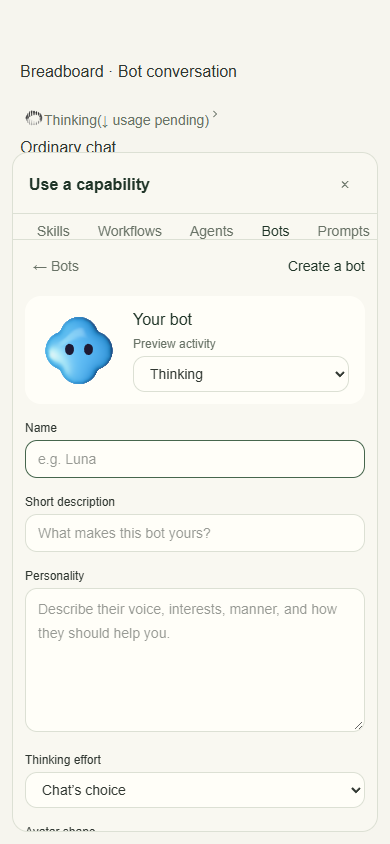 Breadboard · Bot conversation
Thinking(↓ usage pending) ›
Ordinary chat
Use a capability ×
Skills Workflows Agents Bots Prompts
← Bots Create a bot
Your bot
Preview activity
Thinking
Name
e.g. Luna
Short description
What makes this bot yours?
Personality
Describe their voice, interests, manner, and how
they should help you.
Thinking effort
Chat's choice
Avatar shape